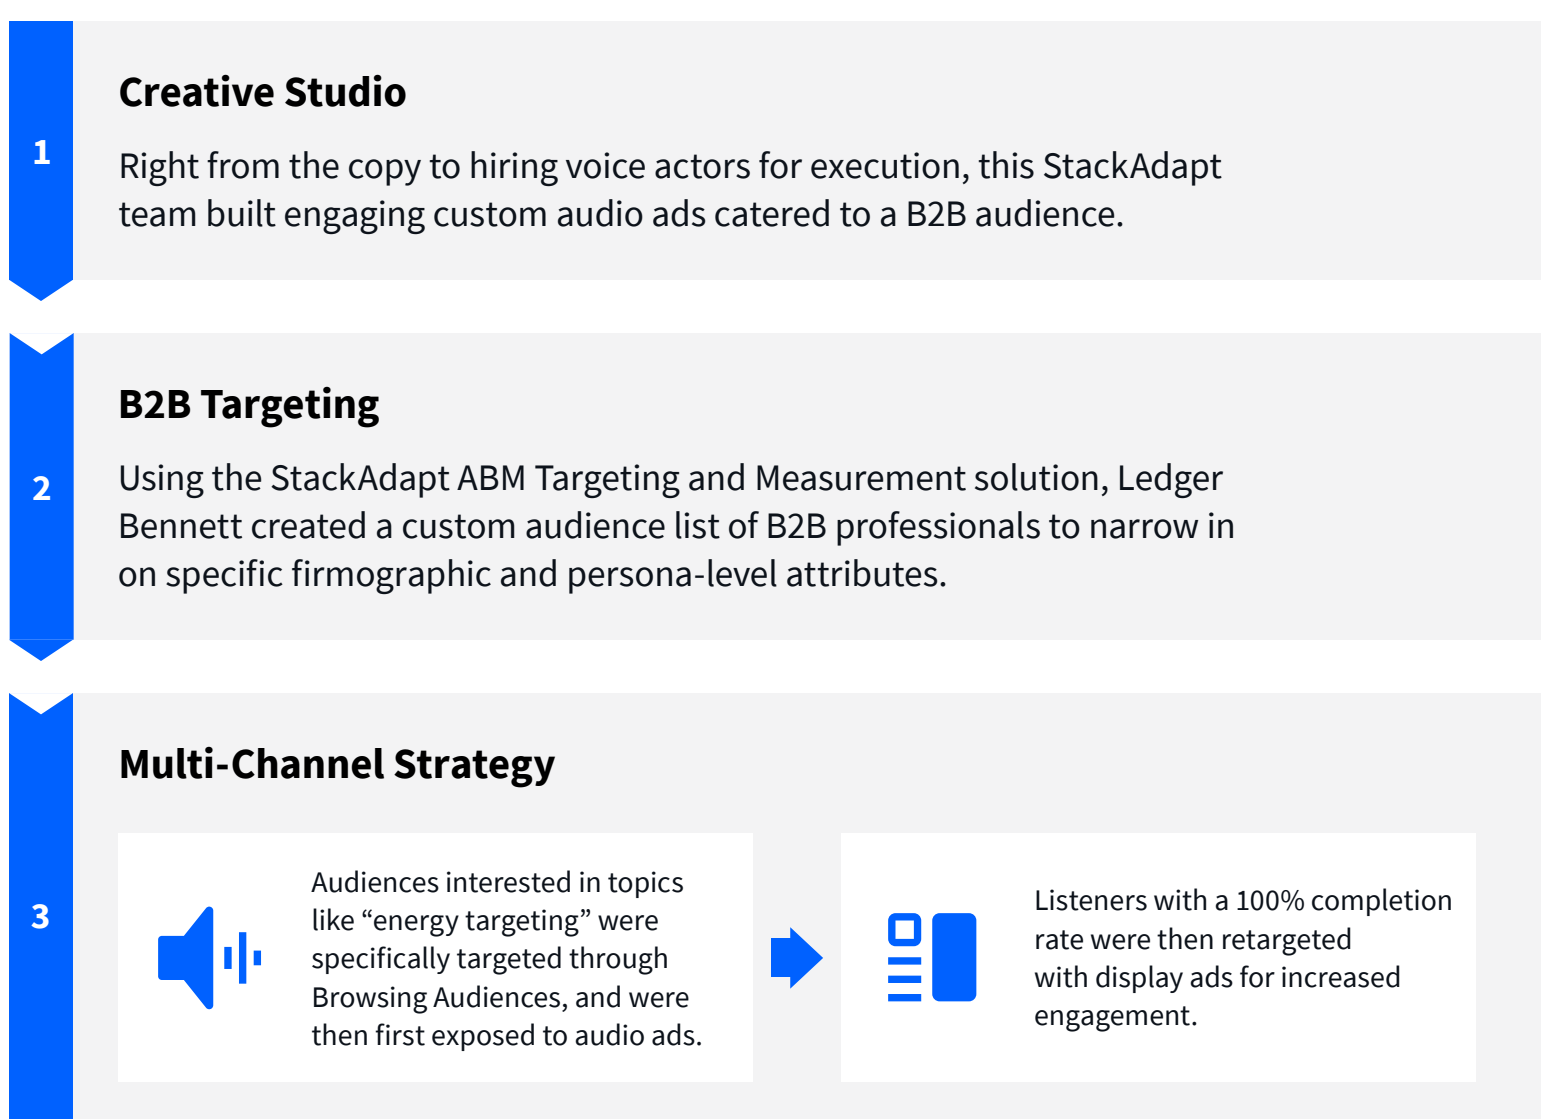 1
Creative Studio
Right from the copy to hiring voice actors for execution, this StackAdapt
team built engaging custom audio ads catered to a B2B audience.
2
B2B Targeting
Using the StackAdapt ABM Targeting and Measurement solution, Ledger
Bennett created a custom audience list of B2B professionals to narrow in
on specific firmographic and persona-level attributes.
3
Multi-Channel Strategy
Audiences interested in topics
like “energy targeting” were
specifically targeted through
Browsing Audiences, and were
then first exposed to audio ads.
Listeners with a 100% completion
rate were then retargeted
with display ads for increased
engagement.